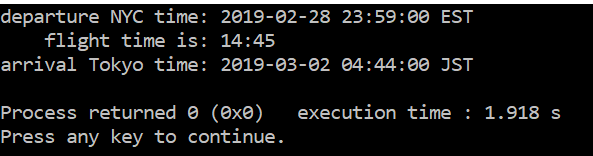 departure NYC time: 2019-02-28 23:59:00 EST
flight time is: 14:45
arrival Tokyo time: 2019-03-02 04:44:00 JST
Process returned 0 (0x0)   execution time : 1.918 s
Press any key to continue.